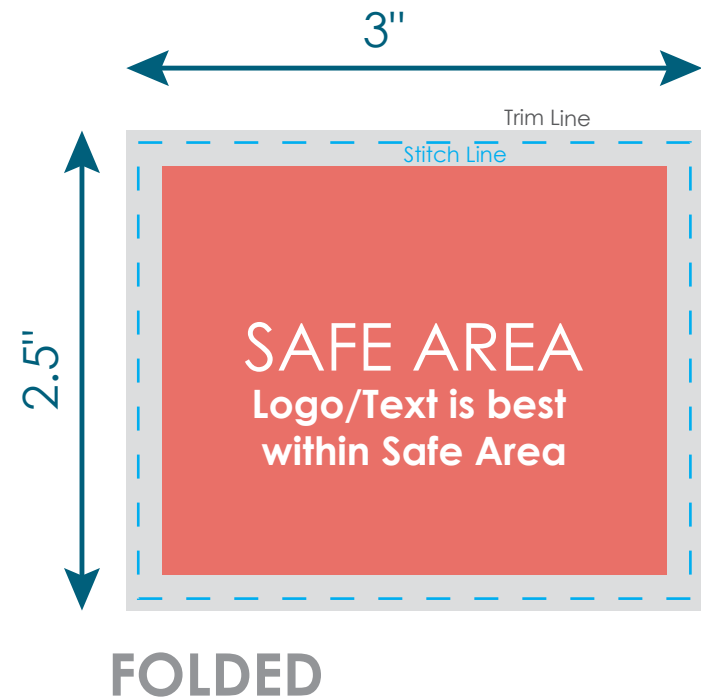 3"
Trim Line
Stitch Line
2.5"
SAFE AREA
Logo/Text is best
within Safe Area
FOLDED